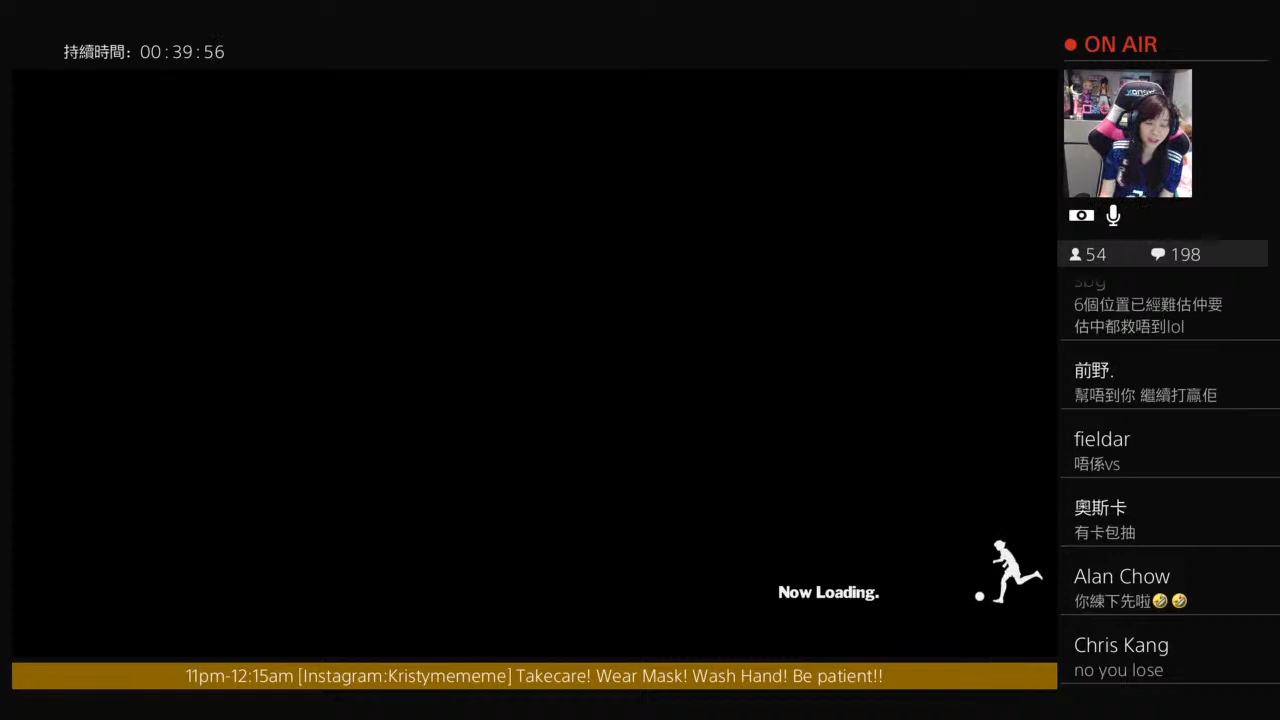 持續時間: 00:39:56
ON AIR
54 198
sbg
6個位置已經難估仲要
估中都救唔到lol
前野.
幫唔到你 繼續打贏佢
fieldar
唔係vs
奧斯卡
有卡包抽
Alan Chow
你練下先啦🤣🤣
Chris Kang
no you lose
Now Loading.
11pm-12:15am [Instagram:Kristymememe] Takecare! Wear Mask! Wash Hand! Be patient!!